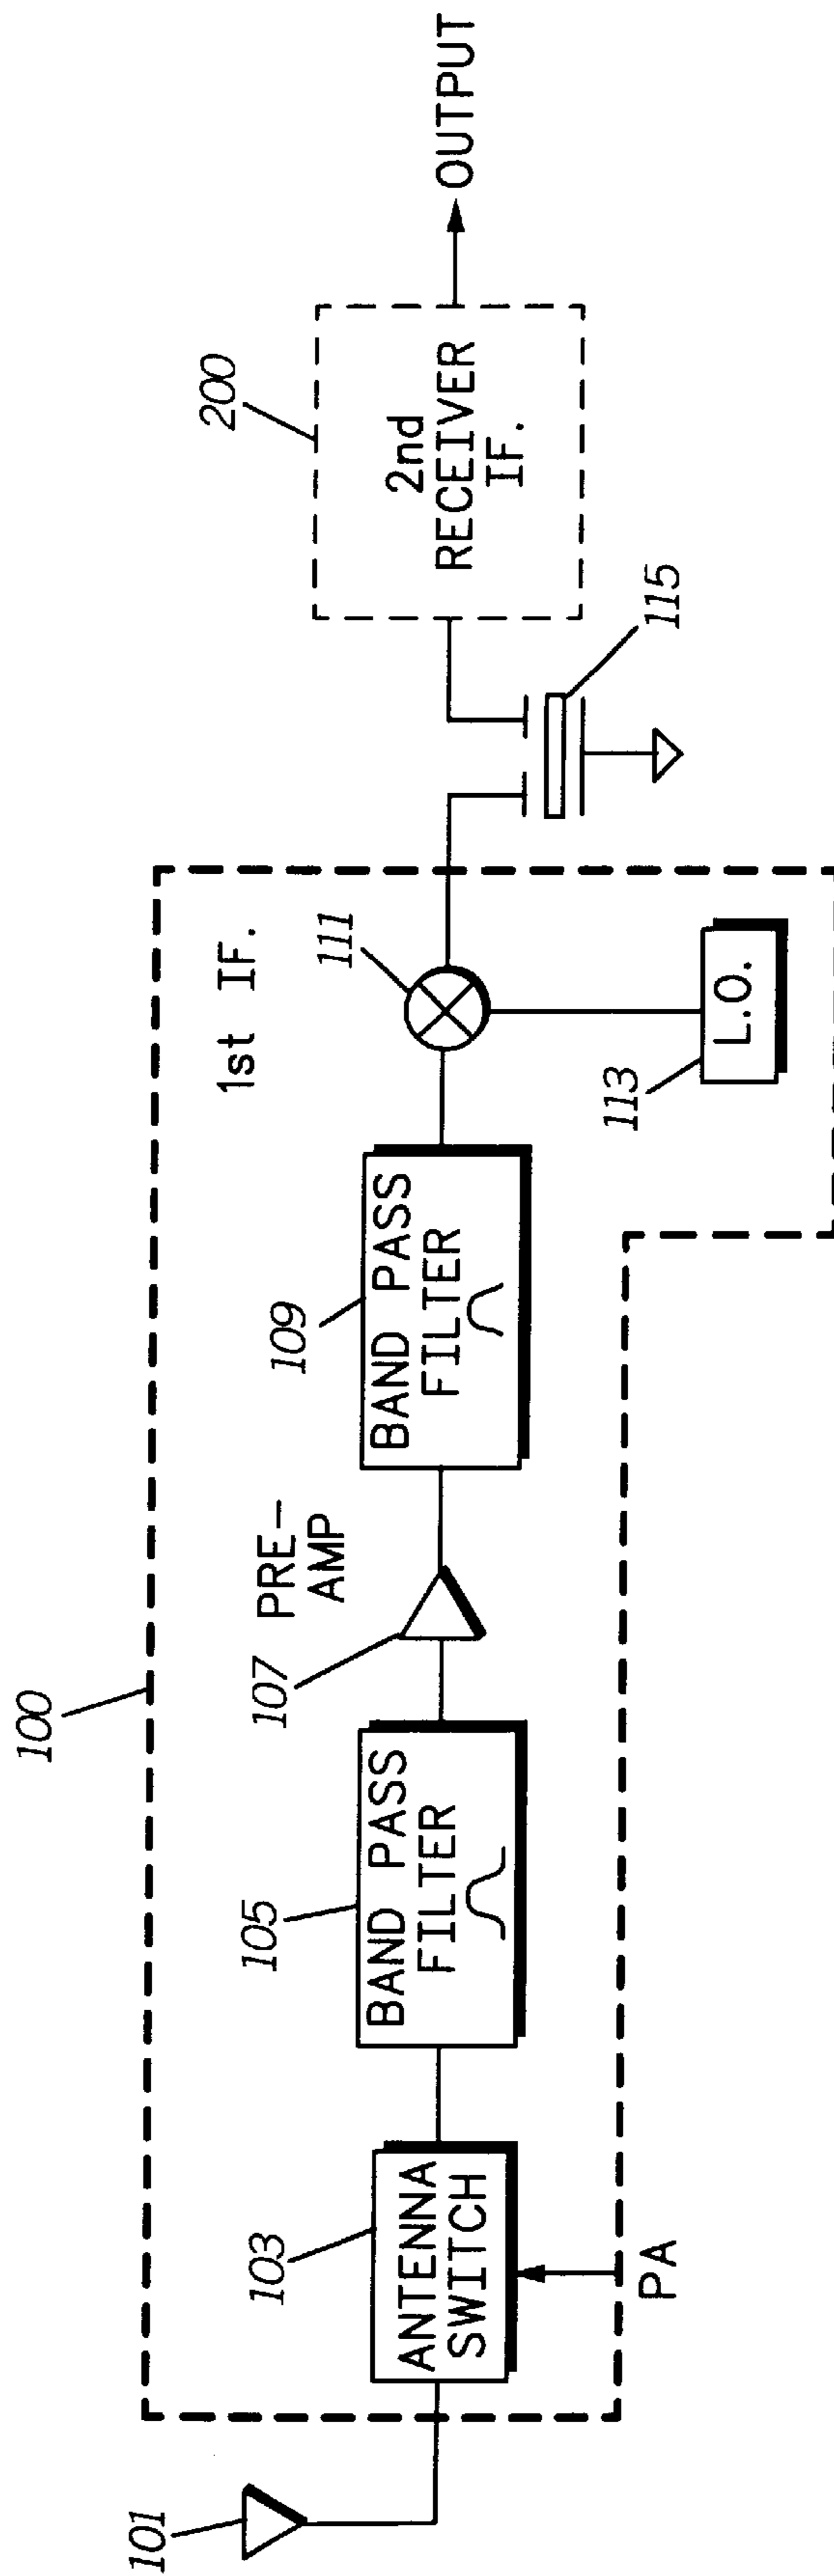 100
1st IF.
101
103
ANTENNA
SWITCH
PA
105
BAND PASS
FILTER
107
PRE-
AMP
109
BAND PASS
FILTER
111
113
L.O.
115
200
2nd
RECEIVER
IF.
OUTPUT